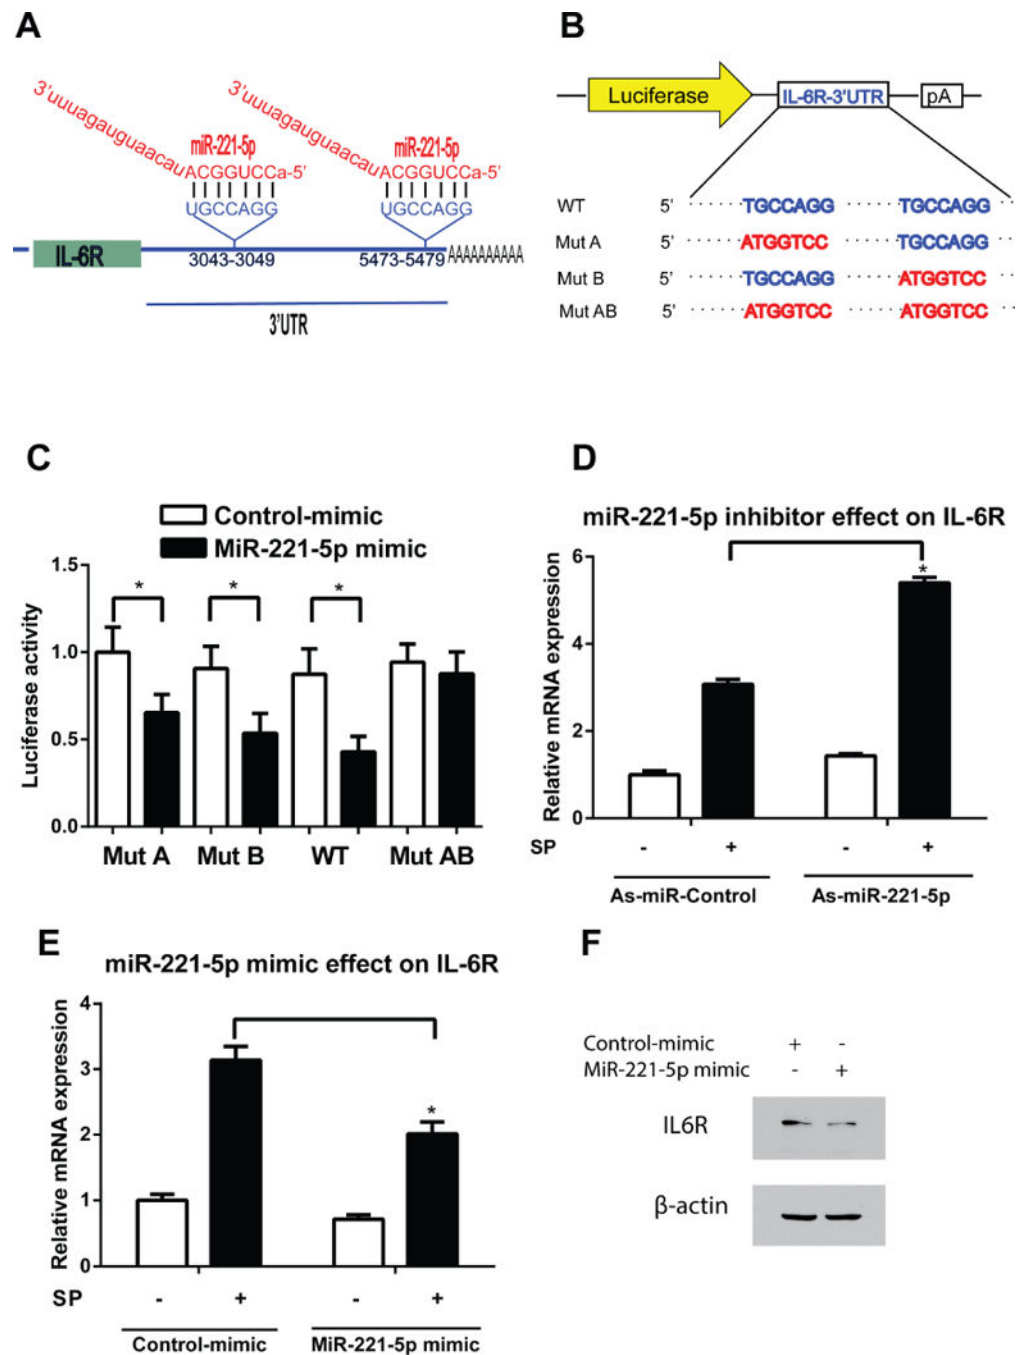 A
3'uuuagauguaacauACGGUCCa-5'
3'uuuagauguaacauACGGUCCa-5'
miR-221-5p
miR-221-5p
UGCCAGG
UGCCAGG
IL-6R
3043-3049
5473-5479
AAAAAAAAAA
3'UTR
B
Luciferase
IL-6R-3'UTR
pA
WT 5' ······ TGCCAGG ······ TGCCAGG ··
Mut A 5' ······ ATGGTCC ······ TGCCAGG ··
Mut B 5' ······ TGCCAGG ······ ATGGTCC ··
Mut AB 5' ······ ATGGTCC ······ ATGGTCC ··
C
Control-mimic
MiR-221-5p mimic
Luciferase activity
1.5
1.0
0.5
0.0
* * *
Mut A Mut B WT Mut AB
D
miR-221-5p inhibitor effect on IL-6R
Relative mRNA expression
6
4
2
0
*
SP - + - +
As-miR-Control As-miR-221-5p
E
miR-221-5p mimic effect on IL-6R
Relative mRNA expression
4
3
2
1
0
*
SP - + - +
Control-mimic MiR-221-5p mimic
F
Control-mimic + -
MiR-221-5p mimic - +
IL6R
β-actin